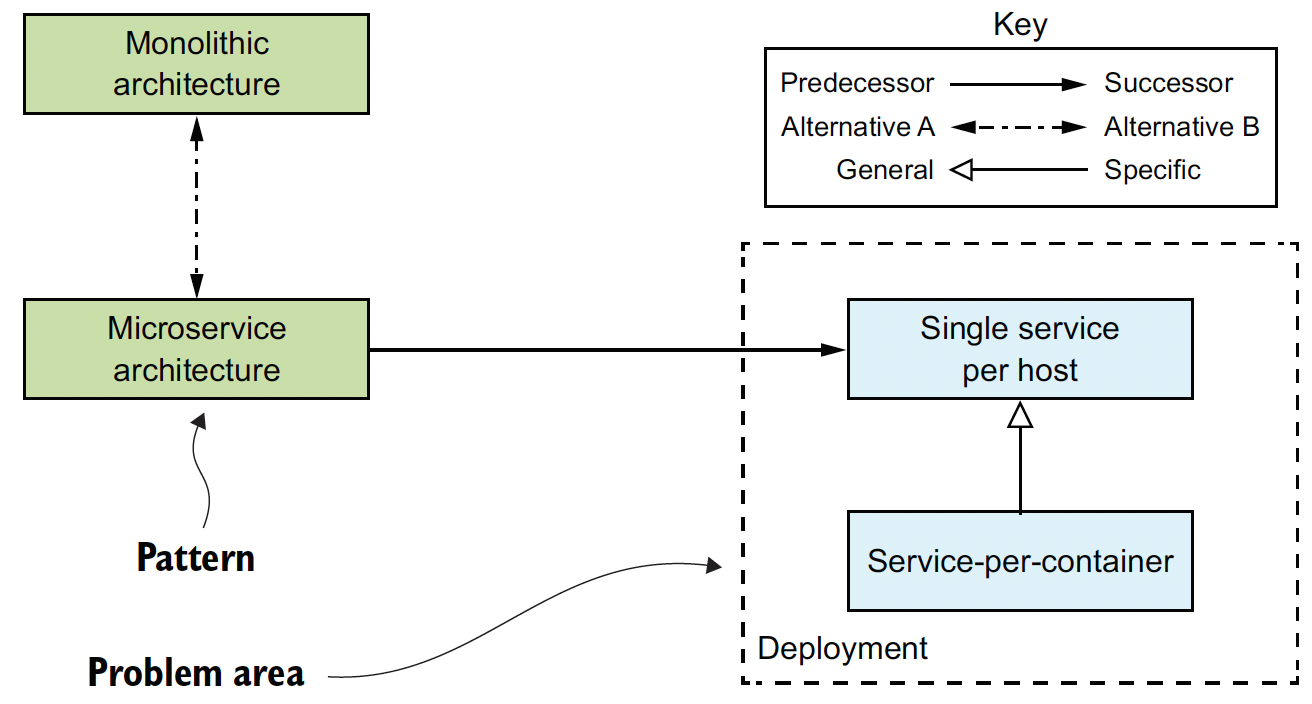 Monolithic
architecture
Key
Predecessor Successor
Alternative A Alternative B
General Specific
Microservice
architecture
Single service
per host
Pattern
Service-per-container
Deployment
Problem area